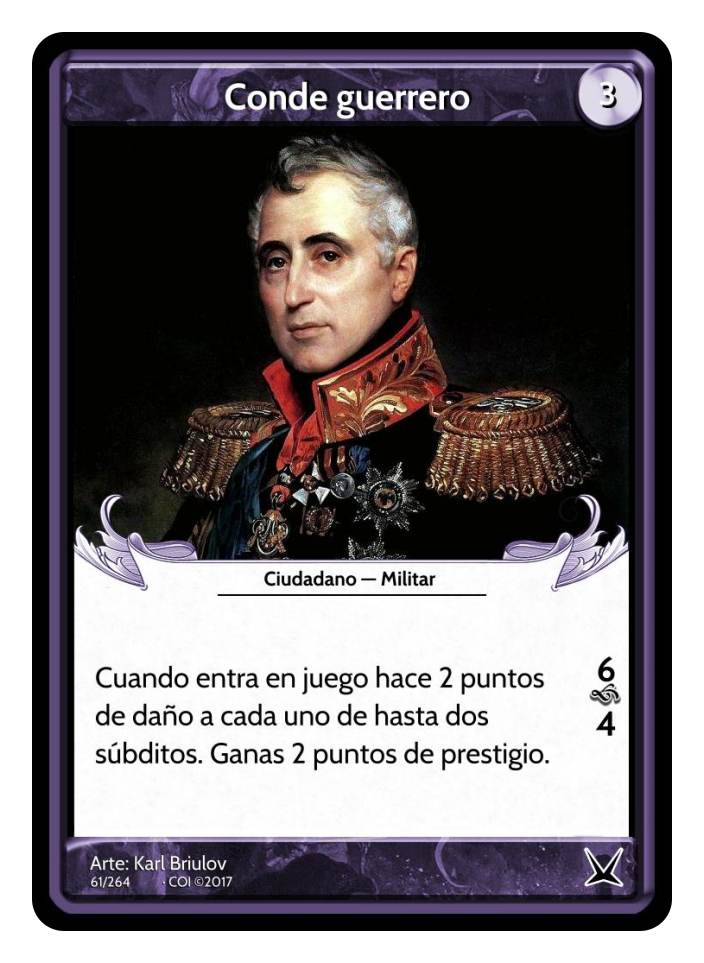 Conde guerrero
3
Ciudadano — Militar
Cuando entra en juego hace 2 puntos
de daño a cada uno de hasta dos
súbditos. Ganas 2 puntos de prestigio.
6
4
Arte: Karl Briulov
61/264 · COI ©2017